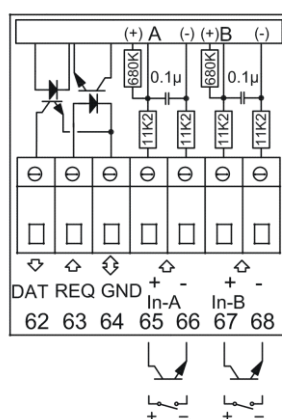 (+) A (-) (+) B (-)
680K 0.1µ 680K 0.1µ
11K2 11K2 11K2 11K2
DAT REQ GND + - + -
In-A In-B
62 63 64 65 66 67 68
+ - + -